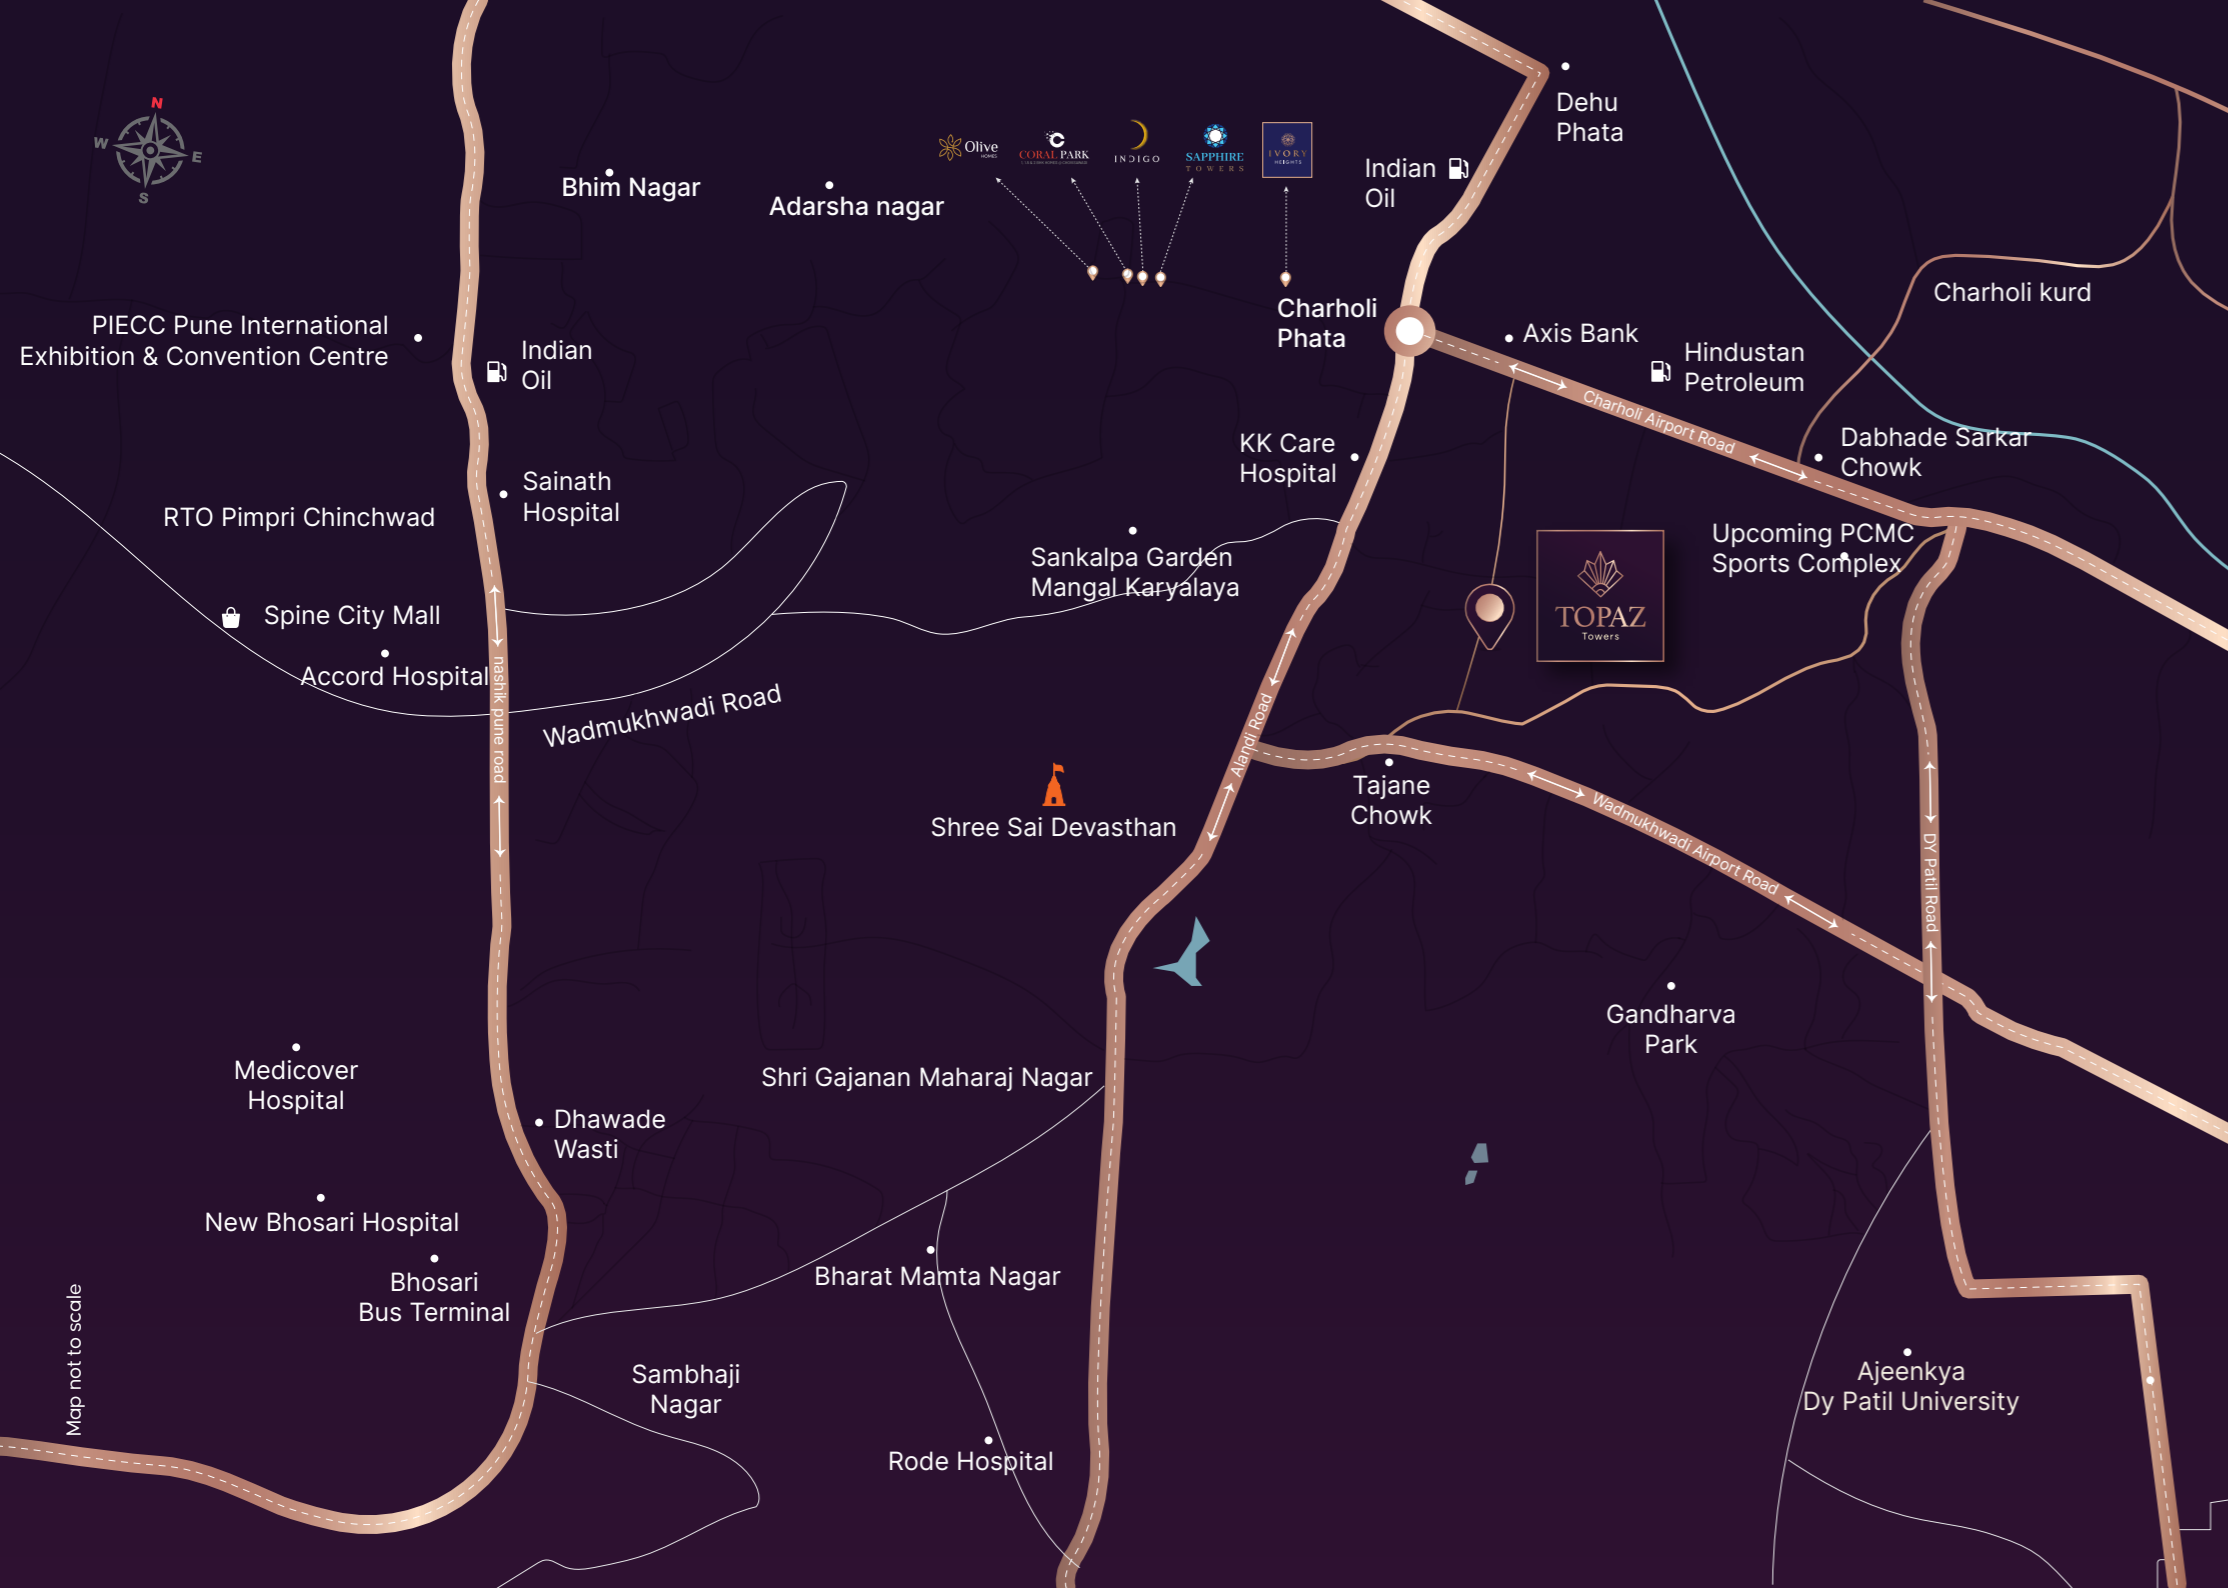 Dehu
Phata
N
W
E
S
Olive
HOMES
CORAL PARK
INDIGO
SAPPHIRE
TOWERS
IVORY
HEIGHTS
Indian
Oil
Bhim Nagar
Adarsha nagar
Charholi
Phata
Charholi kurd
PIECC Pune International
Exhibition & Convention Centre
Indian
Oil
Axis Bank
Hindustan
Petroleum
Charholi Airport Road
KK Care
Hospital
Dabhade Sarkar
Chowk
Sainath
Hospital
RTO Pimpri Chinchwad
Sankalpa Garden
Mangal Karyalaya
Upcoming PCMC
Sports Complex
TOPAZ
Towers
Spine City Mall
Accord Hospital
nashik pune road
Wadmukhwadi Road
Alandi Road
Shree Sai Devasthan
Tajane
Chowk
Wadmukhwadi Airport Road
DY Patil Road
Gandharva
Park
Medicover
Hospital
Shri Gajanan Maharaj Nagar
Dhawade
Wasti
New Bhosari Hospital
Bhosari
Bus Terminal
Bharat Mamta Nagar
Map not to scale
Sambhaji
Nagar
Ajeenkya
Dy Patil University
Rode Hospital